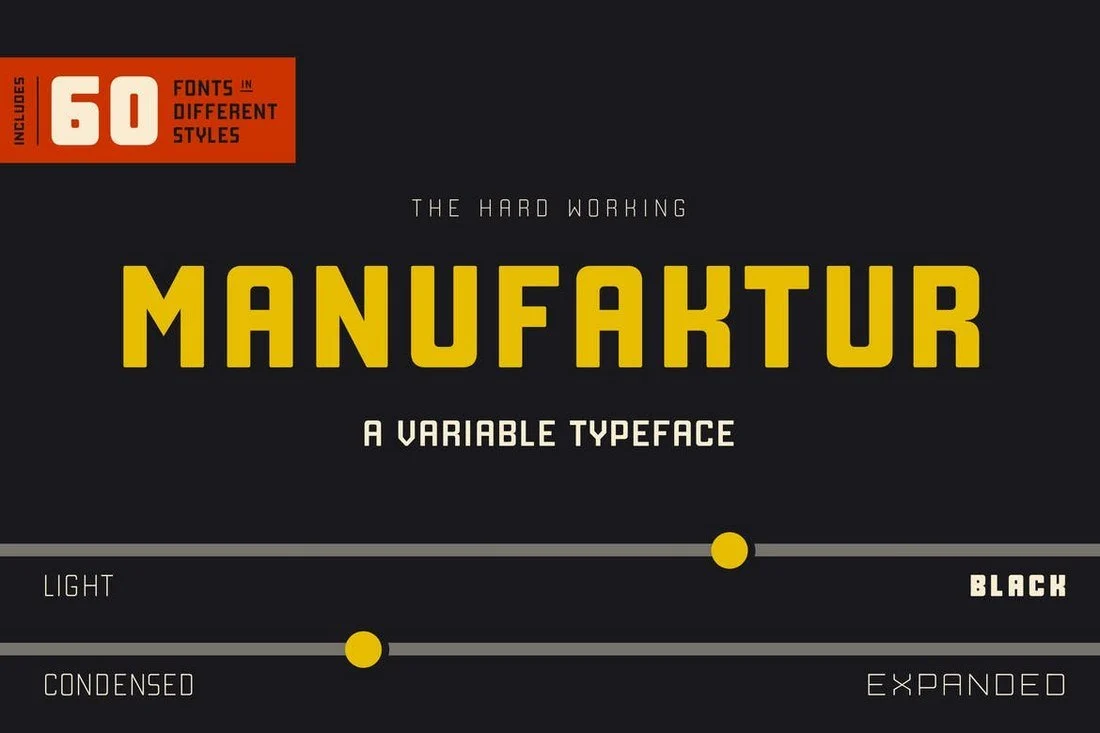 INCLUDES
60
FONTS IN
DIFFERENT
STYLES
THE HARD WORKING
MANUFAKTUR
A VARIABLE TYPEFACE
LIGHT
BLACK
CONDENSED
EXPANDED